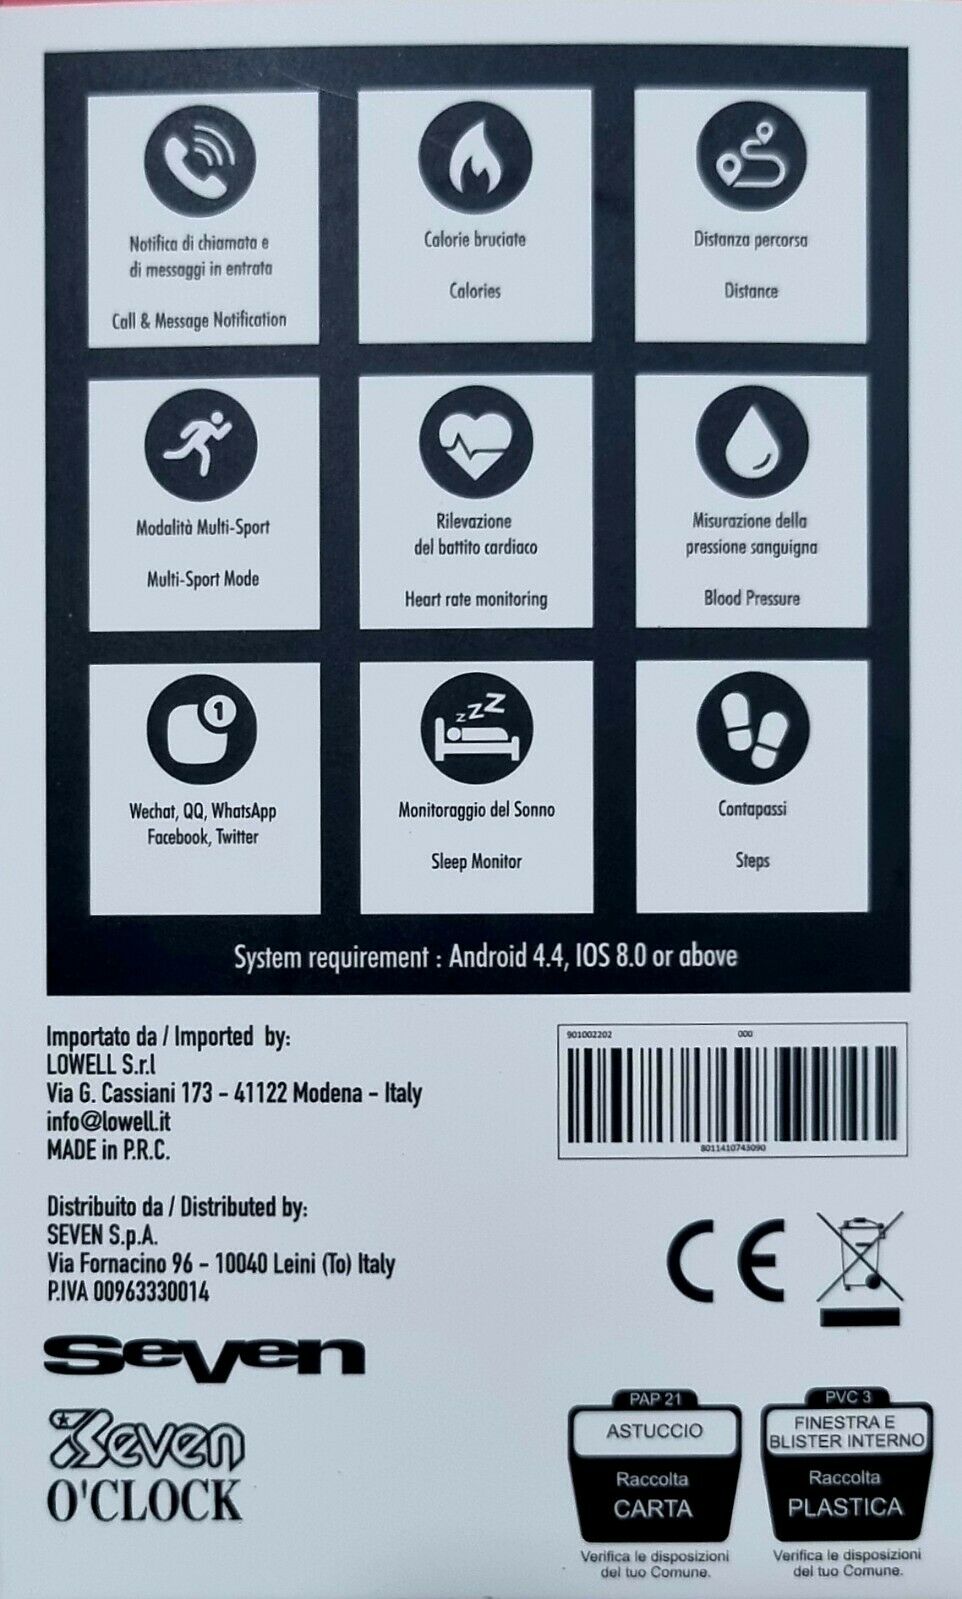 Notifica di chiamata e
di messaggi in entrata
Call & Message Notification
Calorie bruciate
Calories
Distanza percorsa
Distance
Modalità Multi-Sport
Multi-Sport Mode
Rilevazione
del battito cardiaco
Heart rate monitoring
Misurazione della
pressione sanguigna
Blood Pressure
1
Wechat, QQ, WhatsApp
Facebook, Twitter
zzZ
Monitoraggio del Sonno
Sleep Monitor
Contapassi
Steps
System requirement : Android 4.4, IOS 8.0 or above
Importato da / Imported by:
LOWELL S.r.l
Via G. Cassiani 173 - 41122 Modena - Italy
info@lowell.it
MADE in P.R.C.
901002202 000
8011410743090
Distribuito da / Distributed by:
SEVEN S.p.A.
Via Fornacino 96 - 10040 Leini (To) Italy
P.IVA 00963330014
CE
seven
Seven
O'CLOCK
PAP 21
ASTUCCIO
Raccolta
CARTA
Verifica le disposizioni
del tuo Comune.
PVC 3
FINESTRA E
BLISTER INTERNO
Raccolta
PLASTICA
Verifica le disposizioni
del tuo Comune.